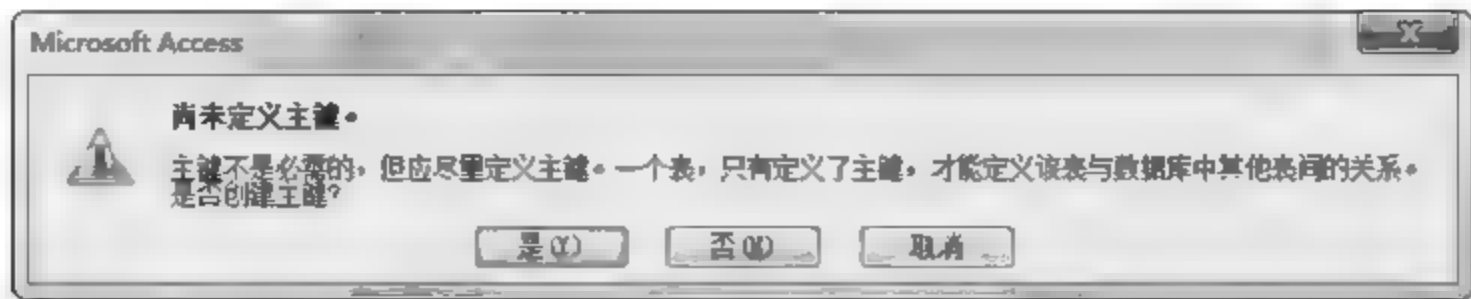 Microsoft Access
尚未定义主键。
主键不是必需的，但应尽量定义主键。一个表，只有定义了主键，才能定义该表与数据库中其他表间的关系。
是否创建主键?
是(Y) 否(N) 取消